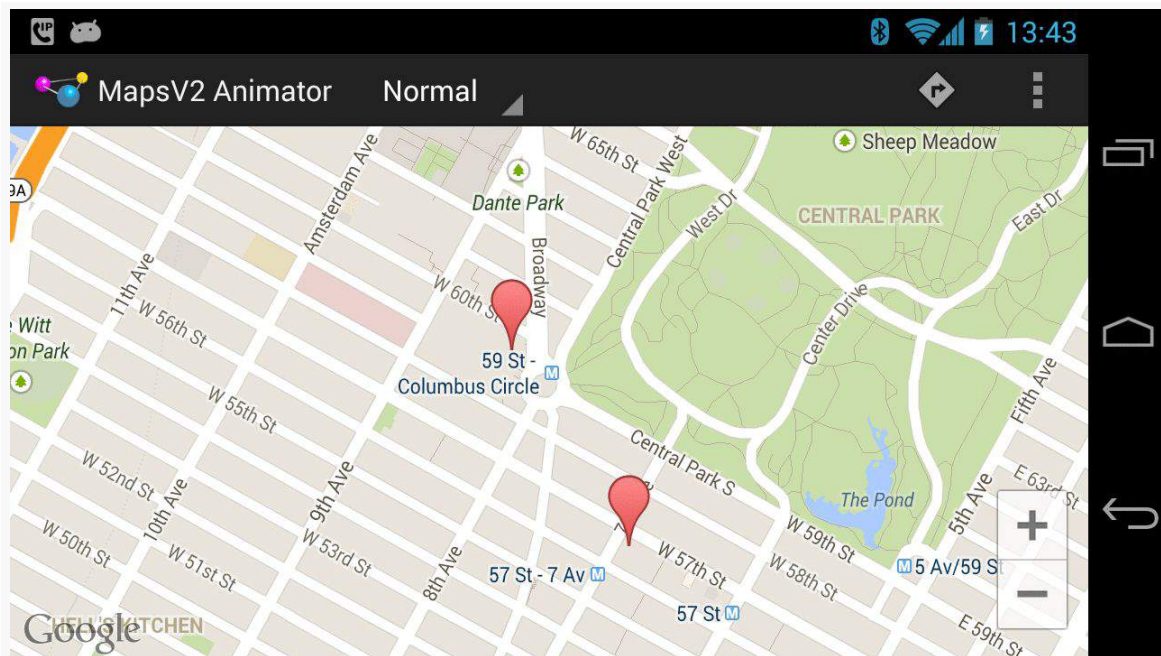 IP
13:43
MapsV2 Animator
Normal
W 65th St
Sheep Meadow
9A
Amsterdam Ave
Dante Park
Central Park West
West Dr
CENTRAL PARK
East Dr
Broadway
11th Ave
W 60th St
W 56th St
Witt
on Park
59 St -
Columbus Circle
M
Center Drive
Fifth Ave
W 55th St
Central Park S
W 52nd St
10th Ave
9th Ave
The Pond
5th Ave
E 63rd St
+
W 50th St
W 51st St
W 53rd St
8th Ave
57 St - 7 Av M
W 57th St
W 59th St
W 58th St
M 5 Av/59 St
57 St M
−
E 59th St
HELL'S KITCHEN
Google